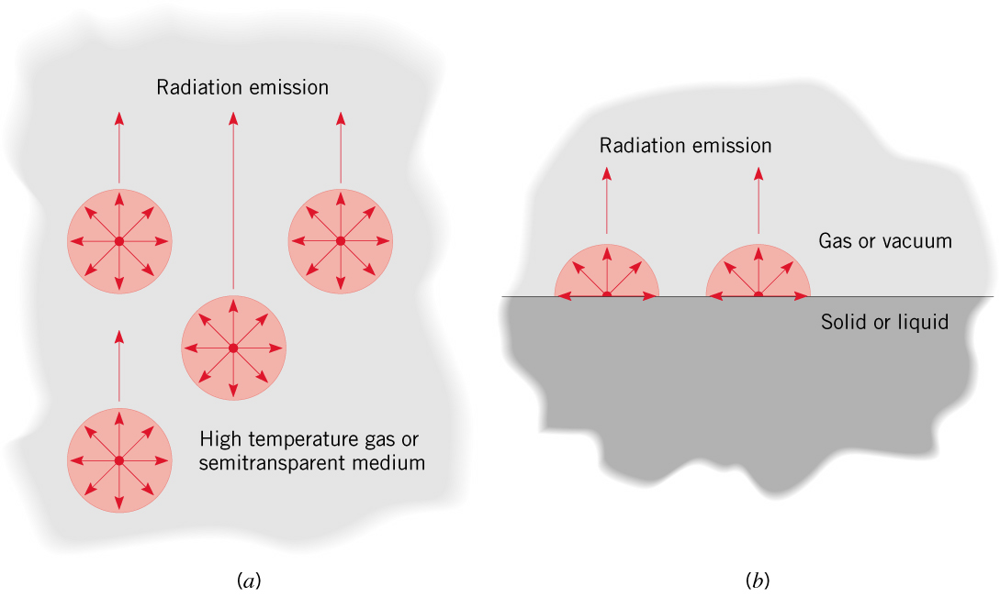 Radiation emission
High temperature gas or
semitransparent medium
(a)
Radiation emission
Gas or vacuum
Solid or liquid
(b)